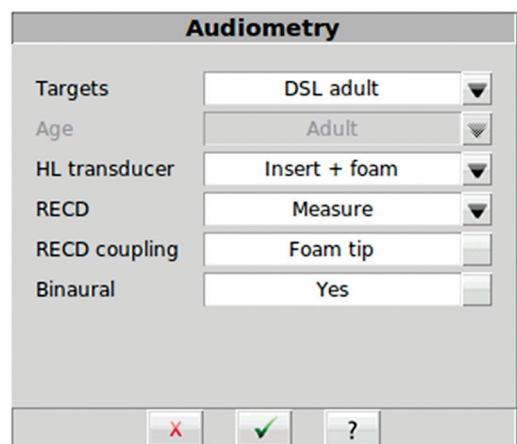 Audiometry
Targets DSL adult
Age Adult
HL transducer Insert + foam
RECD Measure
RECD coupling Foam tip
Binaural Yes
X ✓ ?